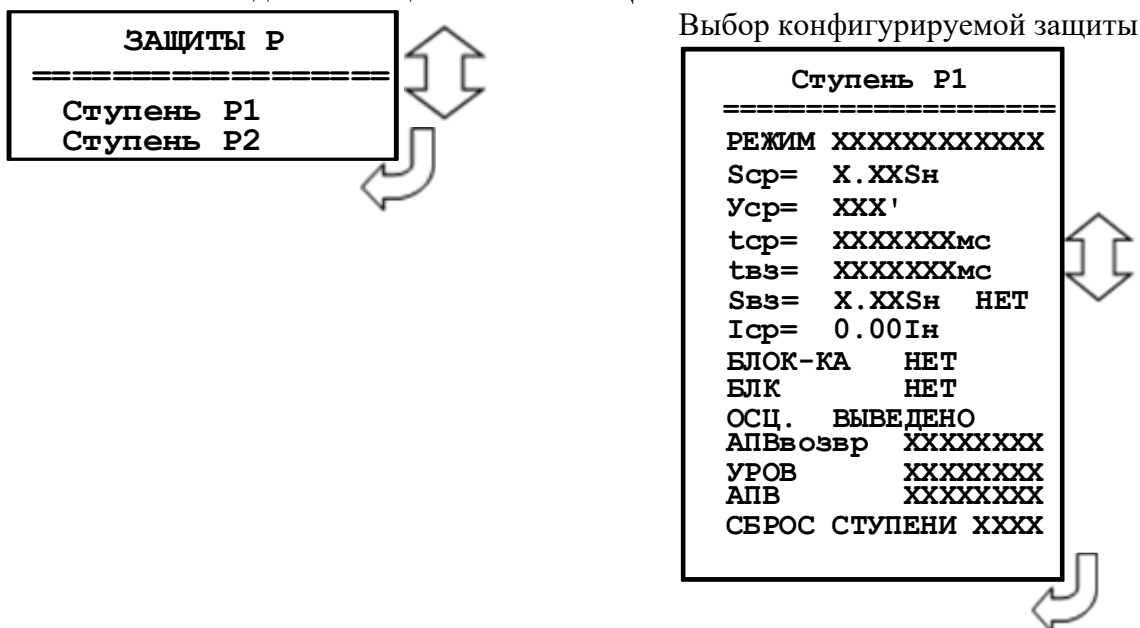 ЗАЩИТЫ Р
==================
Ступень Р1
Ступень Р2
Выбор конфигурируемой защиты
Ступень Р1
====================
РЕЖИМ XXXXXXXXXXXX
Sср= X.XXSн
Уср= XXX'
tср= XXXXXXXмс
tвз= XXXXXXXмс
Sвз= X.XXSн НЕТ
Iср= 0.00Iн
БЛОК-КА НЕТ
БЛК НЕТ
ОСЦ. ВЫВЕДЕНО
АПВвозвр XXXXXXXX
УРОВ XXXXXXXX
АПВ XXXXXXXX
СБРОС СТУПЕНИ XXXX